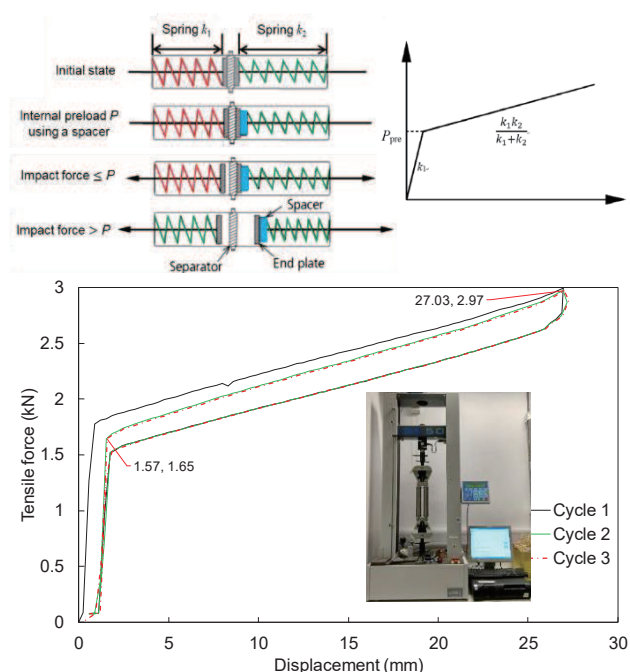 Spring k₁
Spring k₂
Initial state
Internal preload P
using a spacer
Impact force ≤ P
Impact force > P
Spacer
Separator
End plate
P_pre
k₁k₂
k₁+k₂
k₁
Tensile force (kN)
3
2.5
2
1.5
1
0.5
0
27.03, 2.97
1.57, 1.65
Cycle 1
Cycle 2
Cycle 3
0
5
10
15
20
25
30
Displacement (mm)